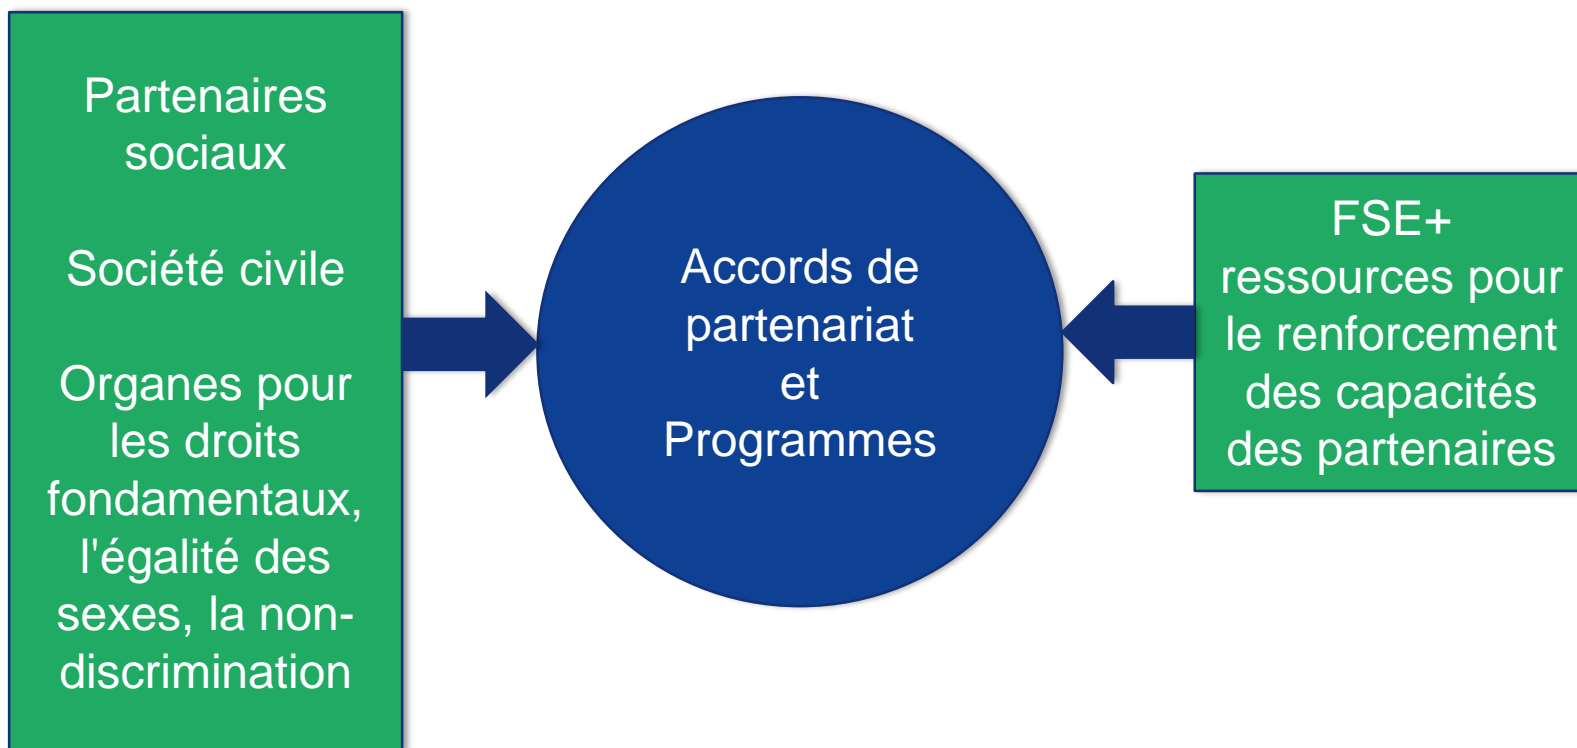 Partenaires
sociaux
Société civile
Organes pour
les droits
fondamentaux,
l'égalité des
sexes, la non-
discrimination
Accords de
partenariat
et
Programmes
FSE+
ressources pour
le renforcement
des capacités
des partenaires